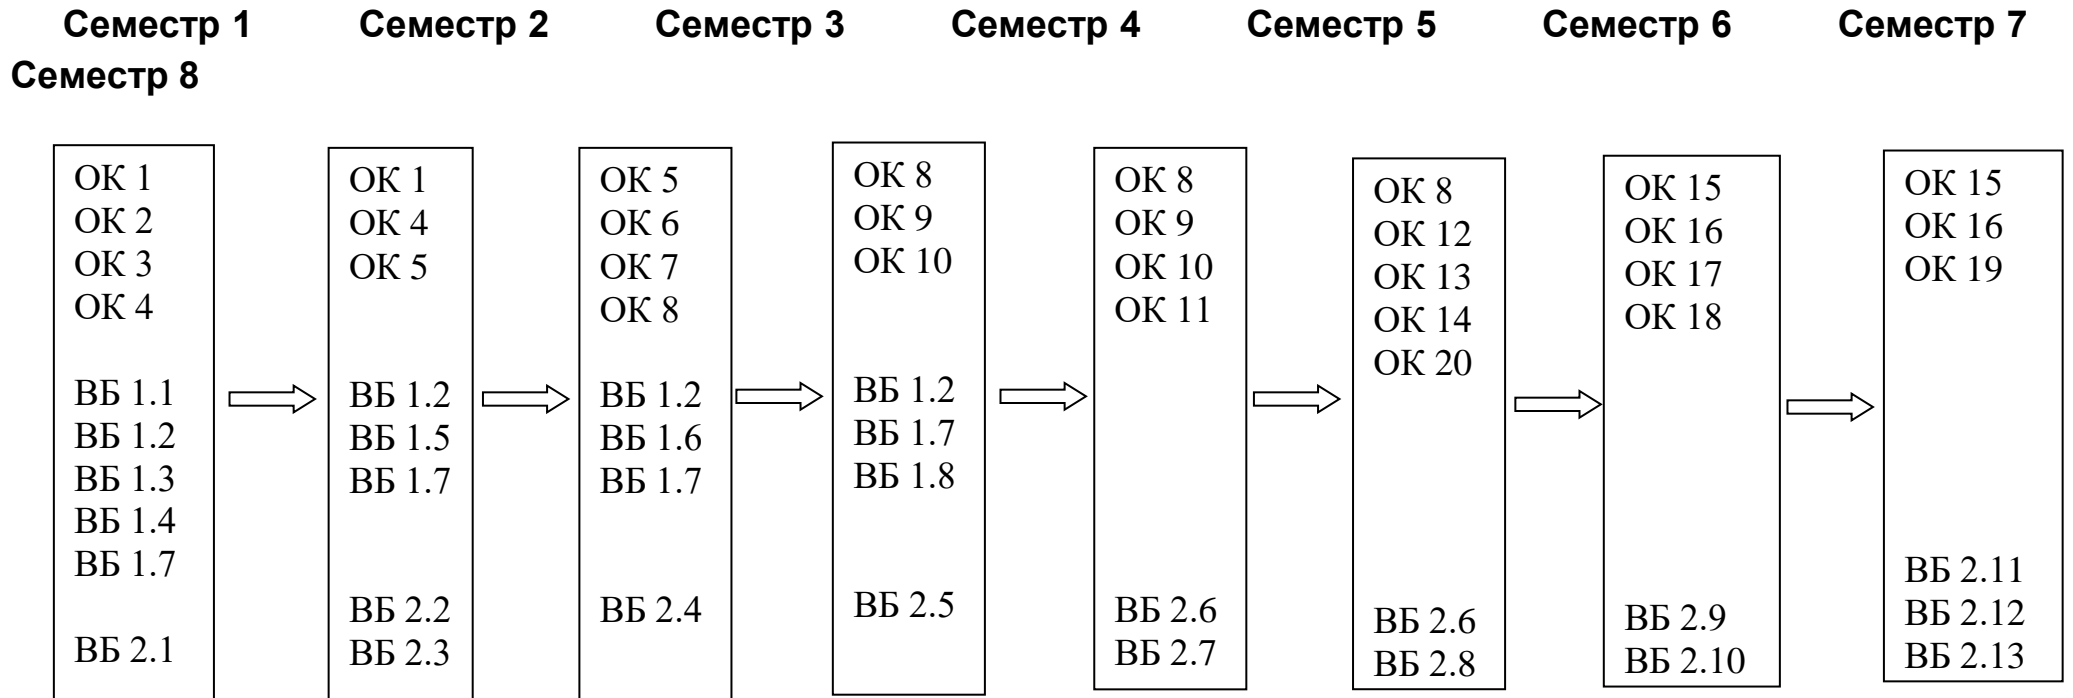 Семестр 1 Семестр 2 Семестр 3 Семестр 4 Семестр 5 Семестр 6 Семестр 7
Семестр 8
ОК 1
ОК 2
ОК 3
ОК 4
ВБ 1.1
ВБ 1.2
ВБ 1.3
ВБ 1.4
ВБ 1.7
ВБ 2.1
ОК 1
ОК 4
ОК 5
ВБ 1.2
ВБ 1.5
ВБ 1.7
ВБ 2.2
ВБ 2.3
ОК 5
ОК 6
ОК 7
ОК 8
ВБ 1.2
ВБ 1.6
ВБ 1.7
ВБ 2.4
ОК 8
ОК 9
ОК 10
ВБ 1.2
ВБ 1.7
ВБ 1.8
ВБ 2.5
ОК 8
ОК 9
ОК 10
ОК 11
ВБ 2.6
ВБ 2.7
ОК 8
ОК 12
ОК 13
ОК 14
ОК 20
ВБ 2.6
ВБ 2.8
ОК 15
ОК 16
ОК 17
ОК 18
ВБ 2.9
ВБ 2.10
ОК 15
ОК 16
ОК 19
ВБ 2.11
ВБ 2.12
ВБ 2.13